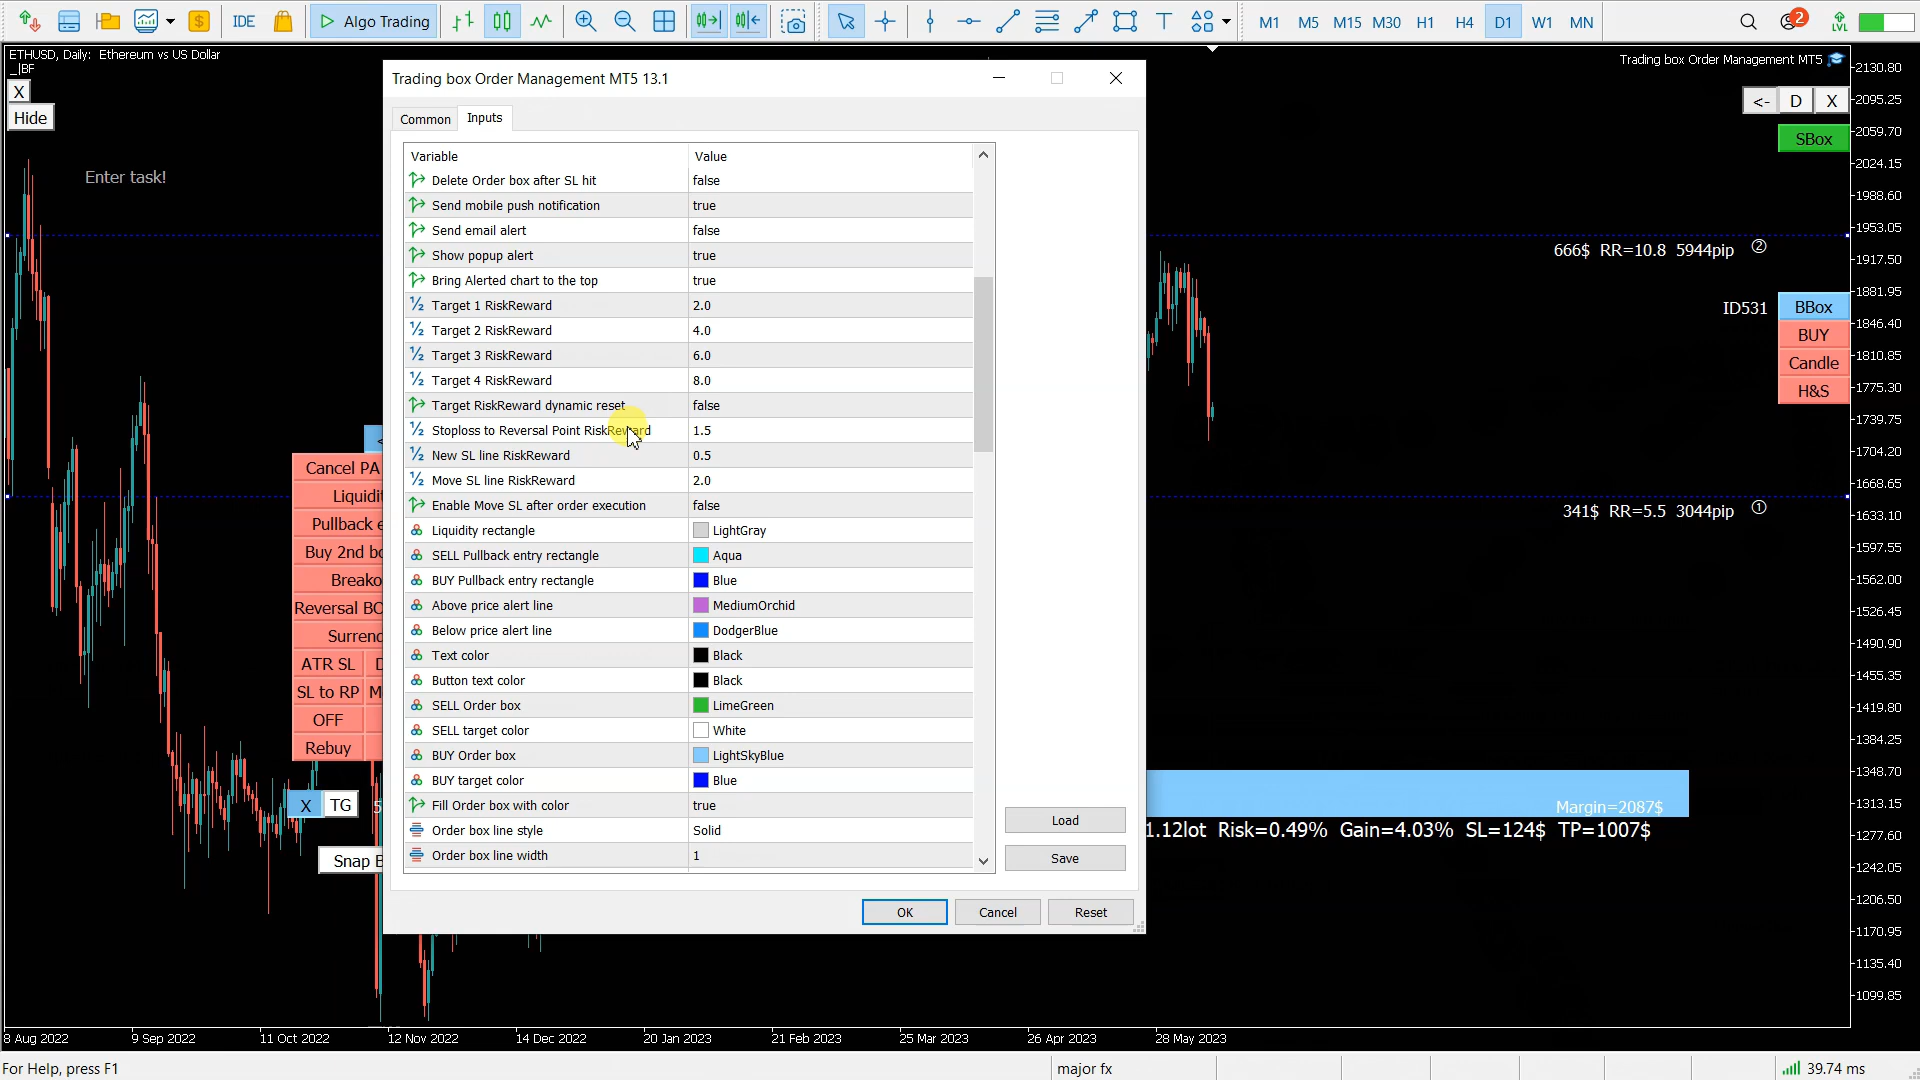 IDE
Algo Trading
M1 M5 M15 M30 H1 H4 D1 W1 MN
2
LVL
ETHUSD, Daily: Ethereum vs US Dollar
_|BF
X
Hide
Enter task!
Trading box Order Management MT5 13.1
Common
Inputs
Variable Value
Delete Order box after SL hit false
Send mobile push notification true
Send email alert false
Show popup alert true
Bring Alerted chart to the top true
Target 1 RiskReward 2.0
Target 2 RiskReward 4.0
Target 3 RiskReward 6.0
Target 4 RiskReward 8.0
Target RiskReward dynamic reset false
Stoploss to Reversal Point RiskReward 1.5
New SL line RiskReward 0.5
Move SL line RiskReward 2.0
Enable Move SL after order execution false
Liquidity rectangle LightGray
SELL Pullback entry rectangle Aqua
BUY Pullback entry rectangle Blue
Above price alert line MediumOrchid
Below price alert line DodgerBlue
Text color Black
Button text color Black
SELL Order box LimeGreen
SELL target color White
BUY Order box LightSkyBlue
BUY target color Blue
Fill Order box with color true
Order box line style Solid
Order box line width 1
Load
Save
OK
Cancel
Reset
Cancel PA
Liquidit
Pullback e
Buy 2nd bo
Breako
Reversal BO
Surrend
ATR SL D
SL to RP M
OFF
Rebuy
X TG 5
Snap B
Trading box Order Management MT5
<- D X
SBox
666$ RR=10.8 5944pip ②
ID531
BBox
BUY
Candle
H&S
341$ RR=5.5 3044pip ①
Margin=2087$
1.12lot Risk=0.49% Gain=4.03% SL=124$ TP=1007$
2130.80
2095.25
2059.70
2024.15
1988.60
1953.05
1917.50
1881.95
1846.40
1810.85
1775.30
1739.75
1704.20
1668.65
1633.10
1597.55
1562.00
1526.45
1490.90
1455.35
1419.80
1384.25
1348.70
1313.15
1277.60
1242.05
1206.50
1170.95
1135.40
1099.85
8 Aug 2022
9 Sep 2022
11 Oct 2022
12 Nov 2022
14 Dec 2022
20 Jan 2023
21 Feb 2023
25 Mar 2023
26 Apr 2023
28 May 2023
For Help, press F1
major fx
39.74 ms